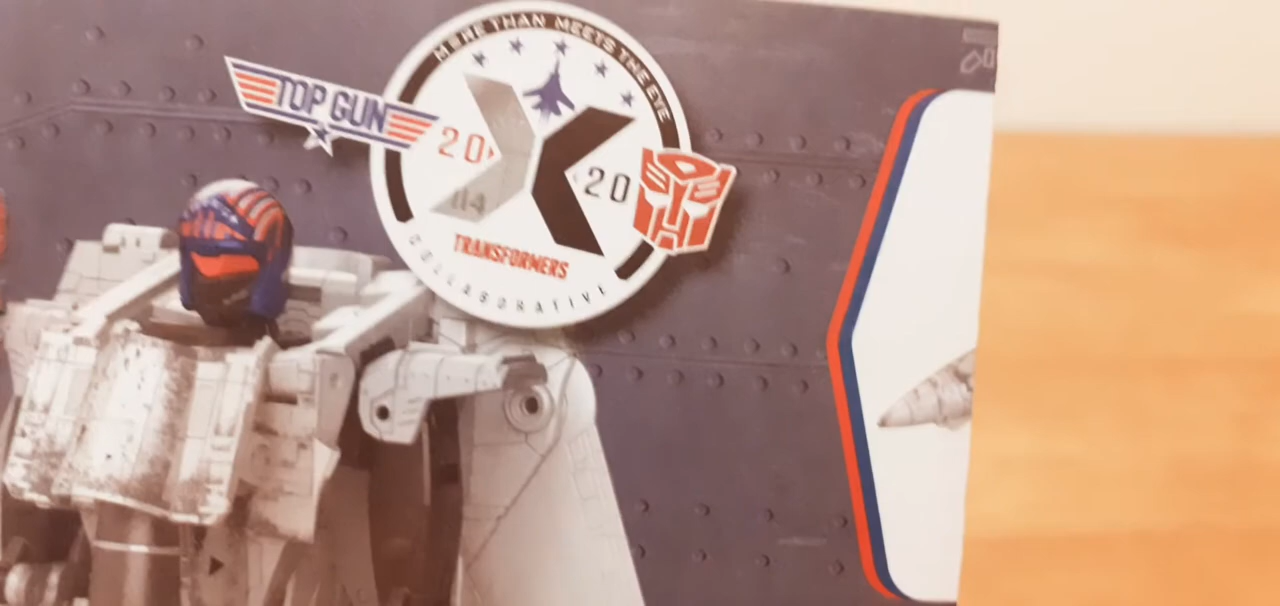 MORE THAN MEETS THE EYE
TOP GUN
20
20
TRANSFORMERS
COLLABORATIVE